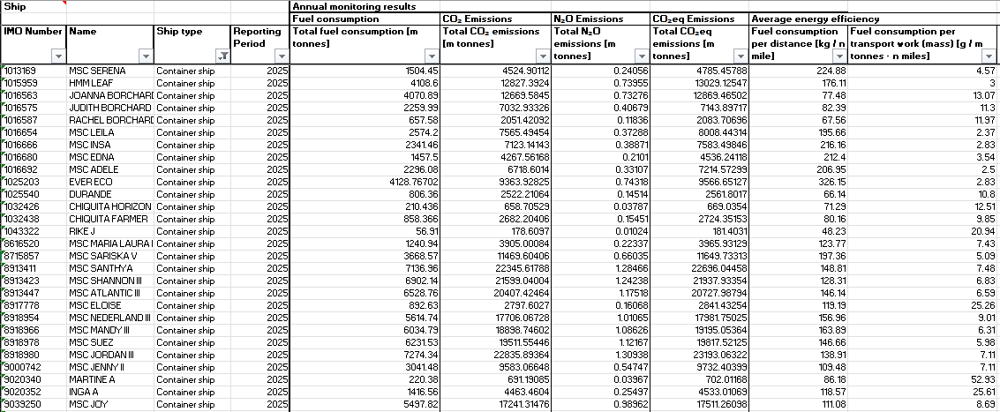 Ship Annual monitoring results
Fuel consumption CO₂ Emissions N₂O Emissions CO₂eq Emissions Average energy efficiency
IMO Number Name Ship type Reporting Period Total fuel consumption [m tonnes] Total CO₂ emissions [m tonnes] Total N₂O emissions [m tonnes] Total CO₂eq emissions [m tonnes] Fuel consumption per distance [kg / n mile] Fuel consumption per transport work (mass) [g / m tonnes · n miles]
1013169 MSC SERENA Container ship 2025 1504.45 4524.90112 0.24056 4785.45788 224.88 4.57
1015959 HMM LEAF Container ship 2025 4108.6 12827.3924 0.73955 13029.12547 176.11 3
1016563 JOANNA BORCHARD Container ship 2025 4070.89 12669.5845 0.73276 12869.46502 77.48 13.07
1016575 JUDITH BORCHARD Container ship 2025 2259.99 7032.93326 0.40679 7143.89717 82.39 11.3
1016587 RACHEL BORCHARD Container ship 2025 657.58 2051.42092 0.11836 2083.70696 67.56 11.97
1016654 MSC LEILA Container ship 2025 2574.2 7565.49454 0.37288 8008.44314 195.66 2.37
1016666 MSC INSA Container ship 2025 2341.46 7123.14143 0.38871 7583.49846 216.16 2.83
1016680 MSC EDNA Container ship 2025 1457.5 4267.56168 0.2101 4536.24118 212.4 3.54
1016692 MSC ADELE Container ship 2025 2296.08 6718.6014 0.33107 7214.57299 206.95 2.5
1025203 EVER ECO Container ship 2025 4128.76702 9363.92825 0.74318 9566.65127 326.15 2.83
1025540 DURANDE Container ship 2025 806.36 2522.21064 0.14514 2561.8017 66.14 10.8
1032426 CHIQUITA HORIZON Container ship 2025 210.436 658.70529 0.03787 669.0354 71.29 12.51
1032438 CHIQUITA FARMER Container ship 2025 858.366 2682.20406 0.15451 2724.35153 80.16 9.85
1043322 RIKE J Container ship 2025 56.91 178.6097 0.01024 181.4031 48.23 20.94
8616520 MSC MARIA LAURA Container ship 2025 1240.94 3905.00084 0.22337 3965.93129 123.77 7.43
8715857 MSC SARISKA V Container ship 2025 3668.57 11469.60406 0.66035 11649.73313 197.36 5.09
8913411 MSC SANTHYA Container ship 2025 7136.96 22345.61788 1.28466 22696.04458 148.81 7.48
8913423 MSC SHANNON III Container ship 2025 6902.14 21599.04004 1.24238 21937.93354 128.31 6.83
8913447 MSC ATLANTIC III Container ship 2025 6528.76 20407.42464 1.17518 20727.98794 146.14 6.59
8917778 MSC ELOISE Container ship 2025 892.63 2797.6027 0.16068 2841.43254 119.19 25.26
8918954 MSC NEDERLAND III Container ship 2025 5614.74 17706.06728 1.01065 17981.75025 156.96 9.01
8918966 MSC MANDY III Container ship 2025 6034.79 18898.74602 1.08626 19195.05364 163.89 6.31
8918978 MSC SUEZ Container ship 2025 6231.53 19511.55446 1.12167 19817.52125 146.66 5.98
8918980 MSC JORDAN III Container ship 2025 7274.34 22835.89364 1.30938 23193.06322 138.91 7.11
9000742 MSC JENNY II Container ship 2025 3041.48 9583.06648 0.54747 9732.40399 109.48 7.11
9020340 MARTINE A Container ship 2025 220.38 691.19085 0.03967 702.01168 86.18 52.93
9020352 INGA A Container ship 2025 1416.56 4463.4604 0.25497 4533.01069 118.57 25.61
9039250 MSC JOY Container ship 2025 5497.82 17241.31476 0.98962 17511.26098 111.08 8.69